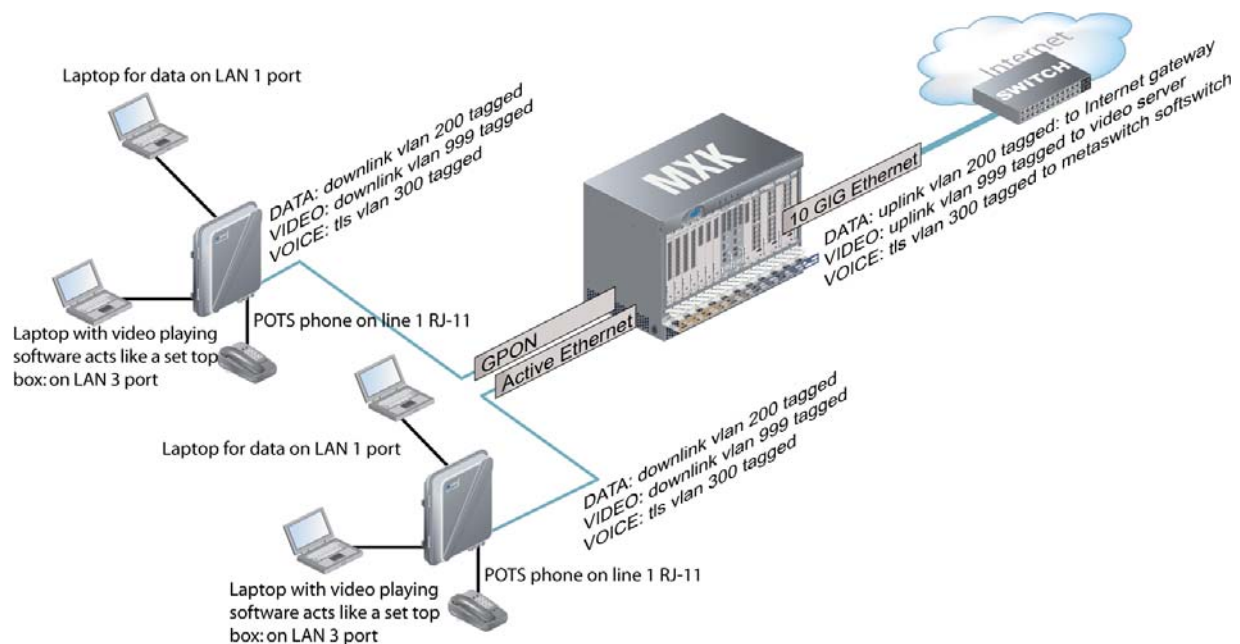 Laptop for data on LAN 1 port
DATA: downlink vlan 200 tagged
VIDEO: downlink vlan 999 tagged
VOICE: tls vlan 300 tagged
Laptop with video playing
software acts like a set top
box: on LAN 3 port
POTS phone on line 1 RJ-11
MXK
GPON
Active Ethernet
10 GIG Ethernet
Internet
SWITCH
DATA: uplink vlan 200 tagged: to Internet gateway
VIDEO: uplink vlan 999 tagged to video server
VOICE: tls vlan 300 tagged to metaswitch softswitch
Laptop for data on LAN 1 port
DATA: downlink vlan 200 tagged
VIDEO: downlink vlan 999 tagged
VOICE: tls vlan 300 tagged
POTS phone on line 1 RJ-11
Laptop with video playing
software acts like a set top
box: on LAN 3 port